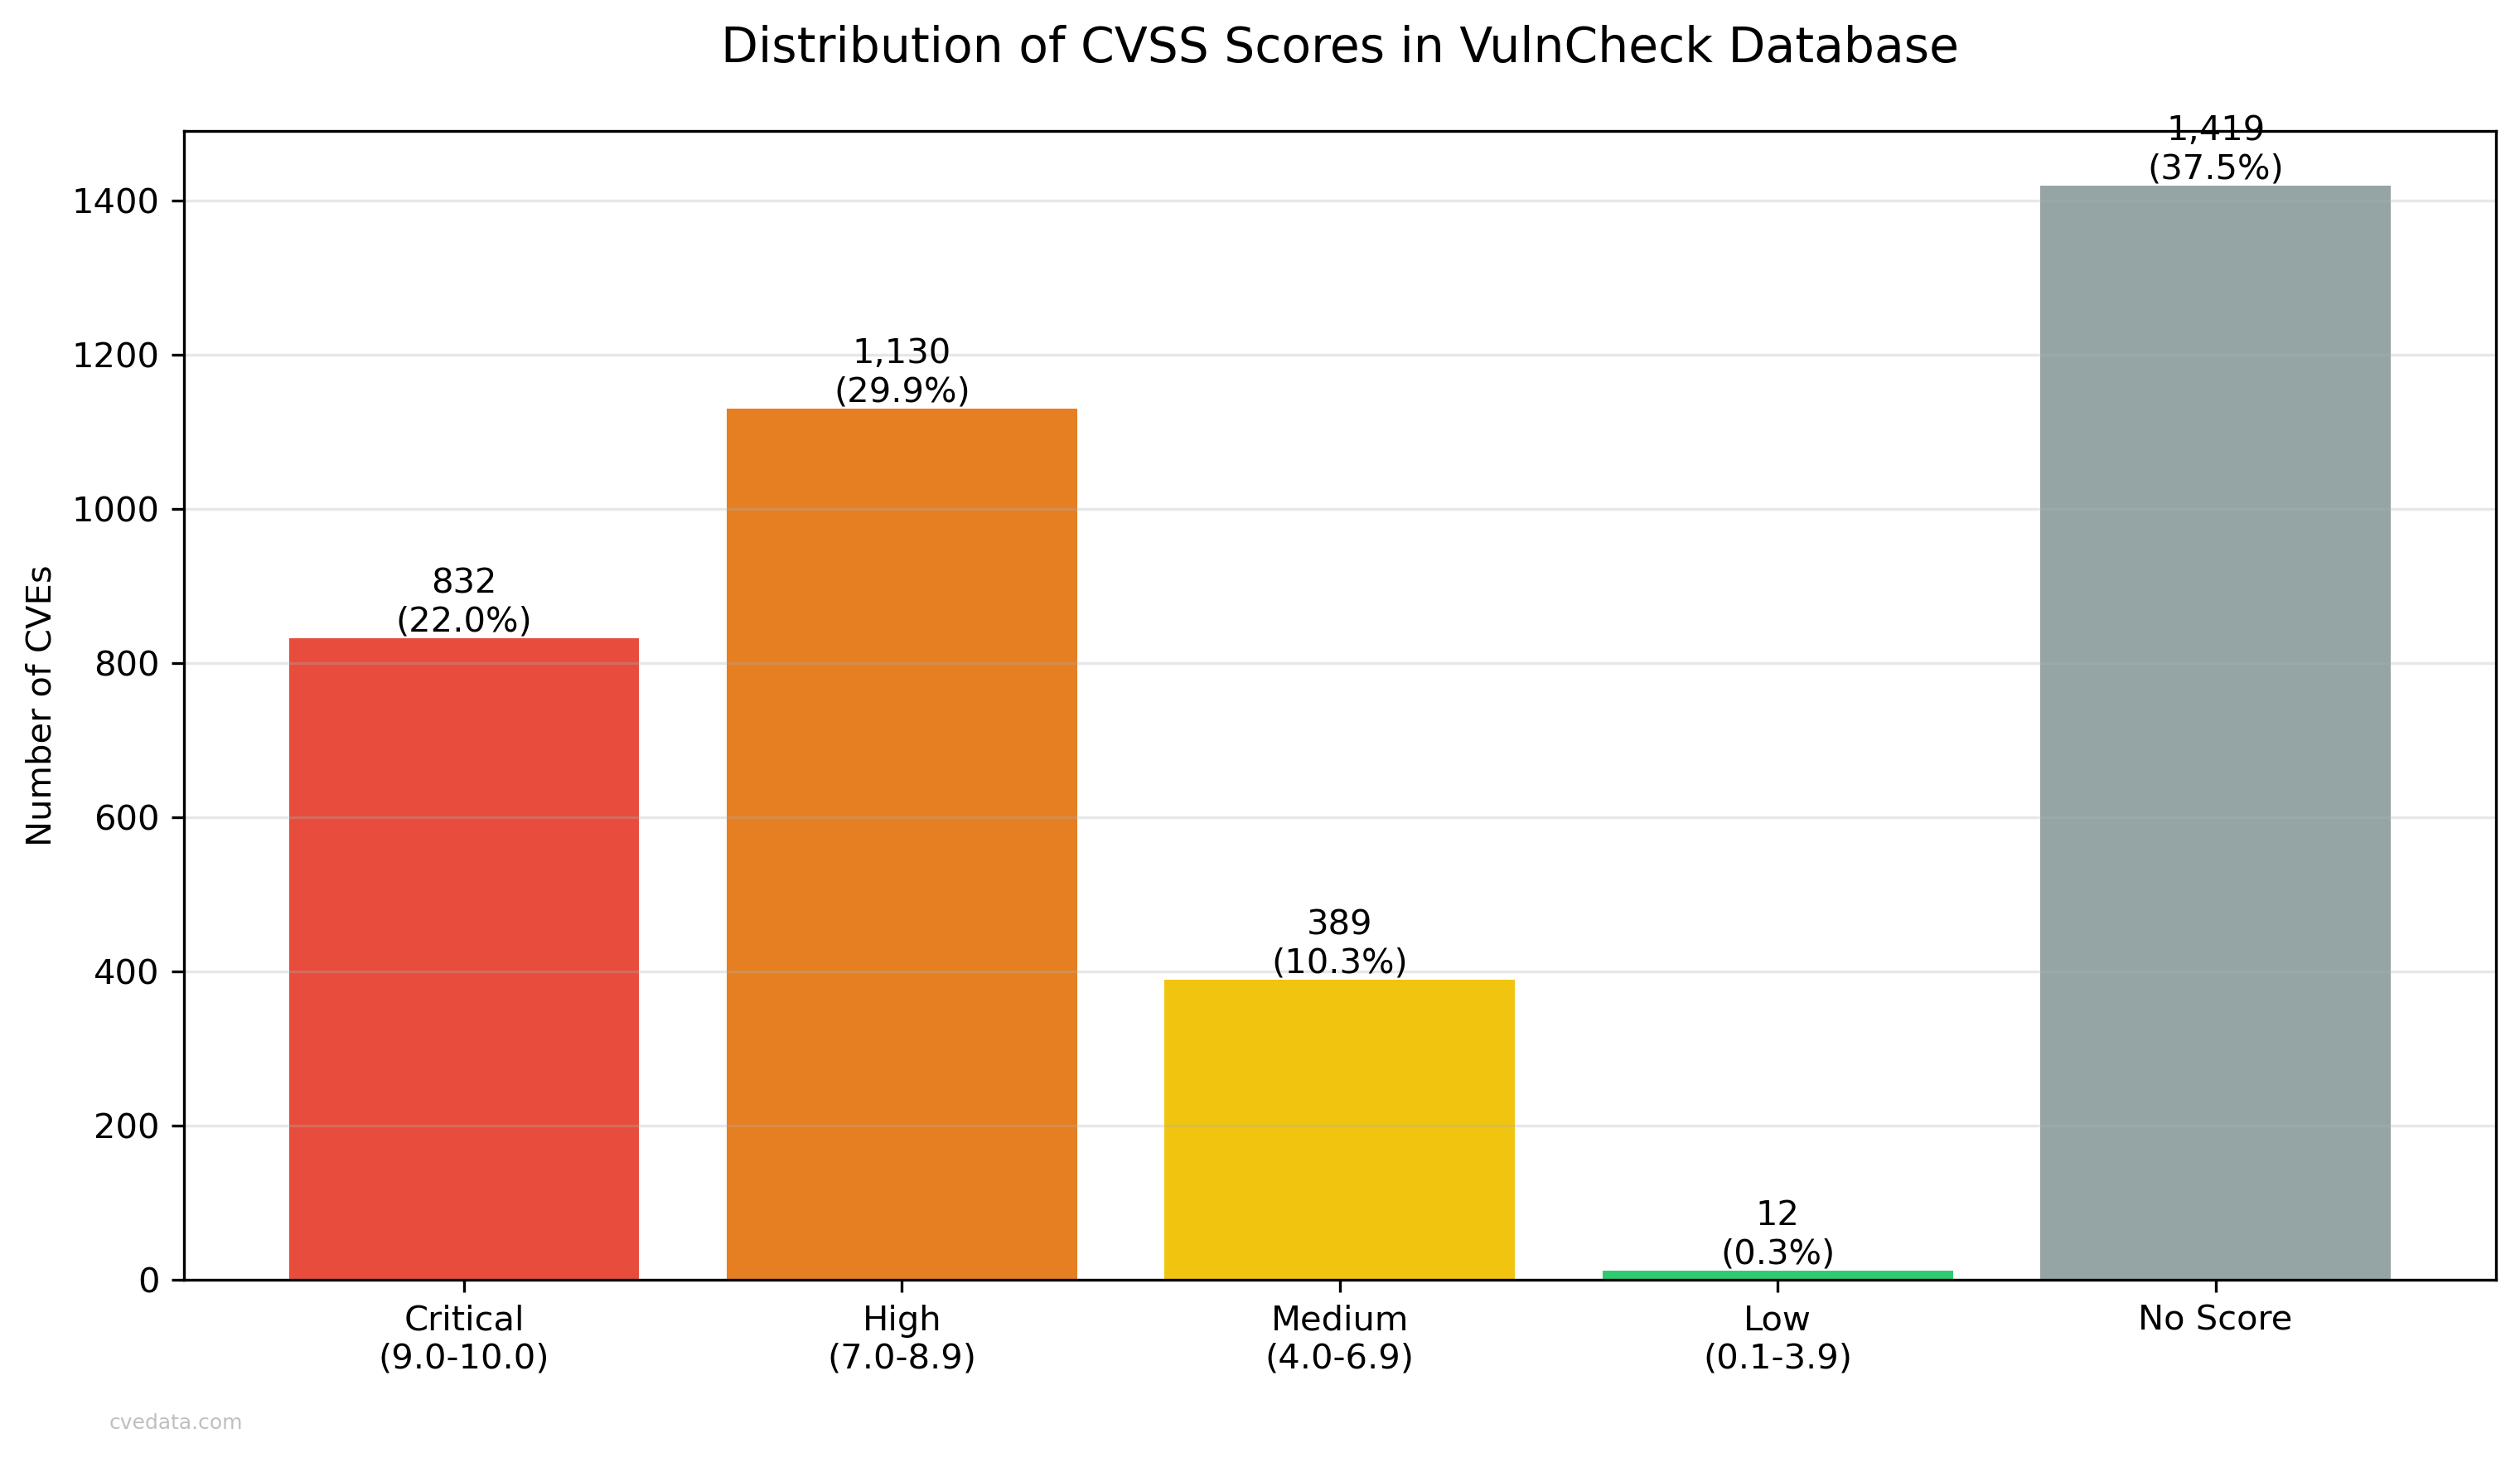 Distribution of CVSS Scores in VulnCheck Database
Number of CVEs
1400
1200
1000
800
600
400
200
0
832
(22.0%)
1,130
(29.9%)
389
(10.3%)
12
(0.3%)
1,419
(37.5%)
Critical
(9.0-10.0)
High
(7.0-8.9)
Medium
(4.0-6.9)
Low
(0.1-3.9)
No Score
cvedata.com